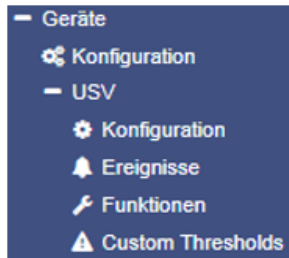 Geräte
Konfiguration
USV
Konfiguration
Ereignisse
Funktionen
Custom Thresholds